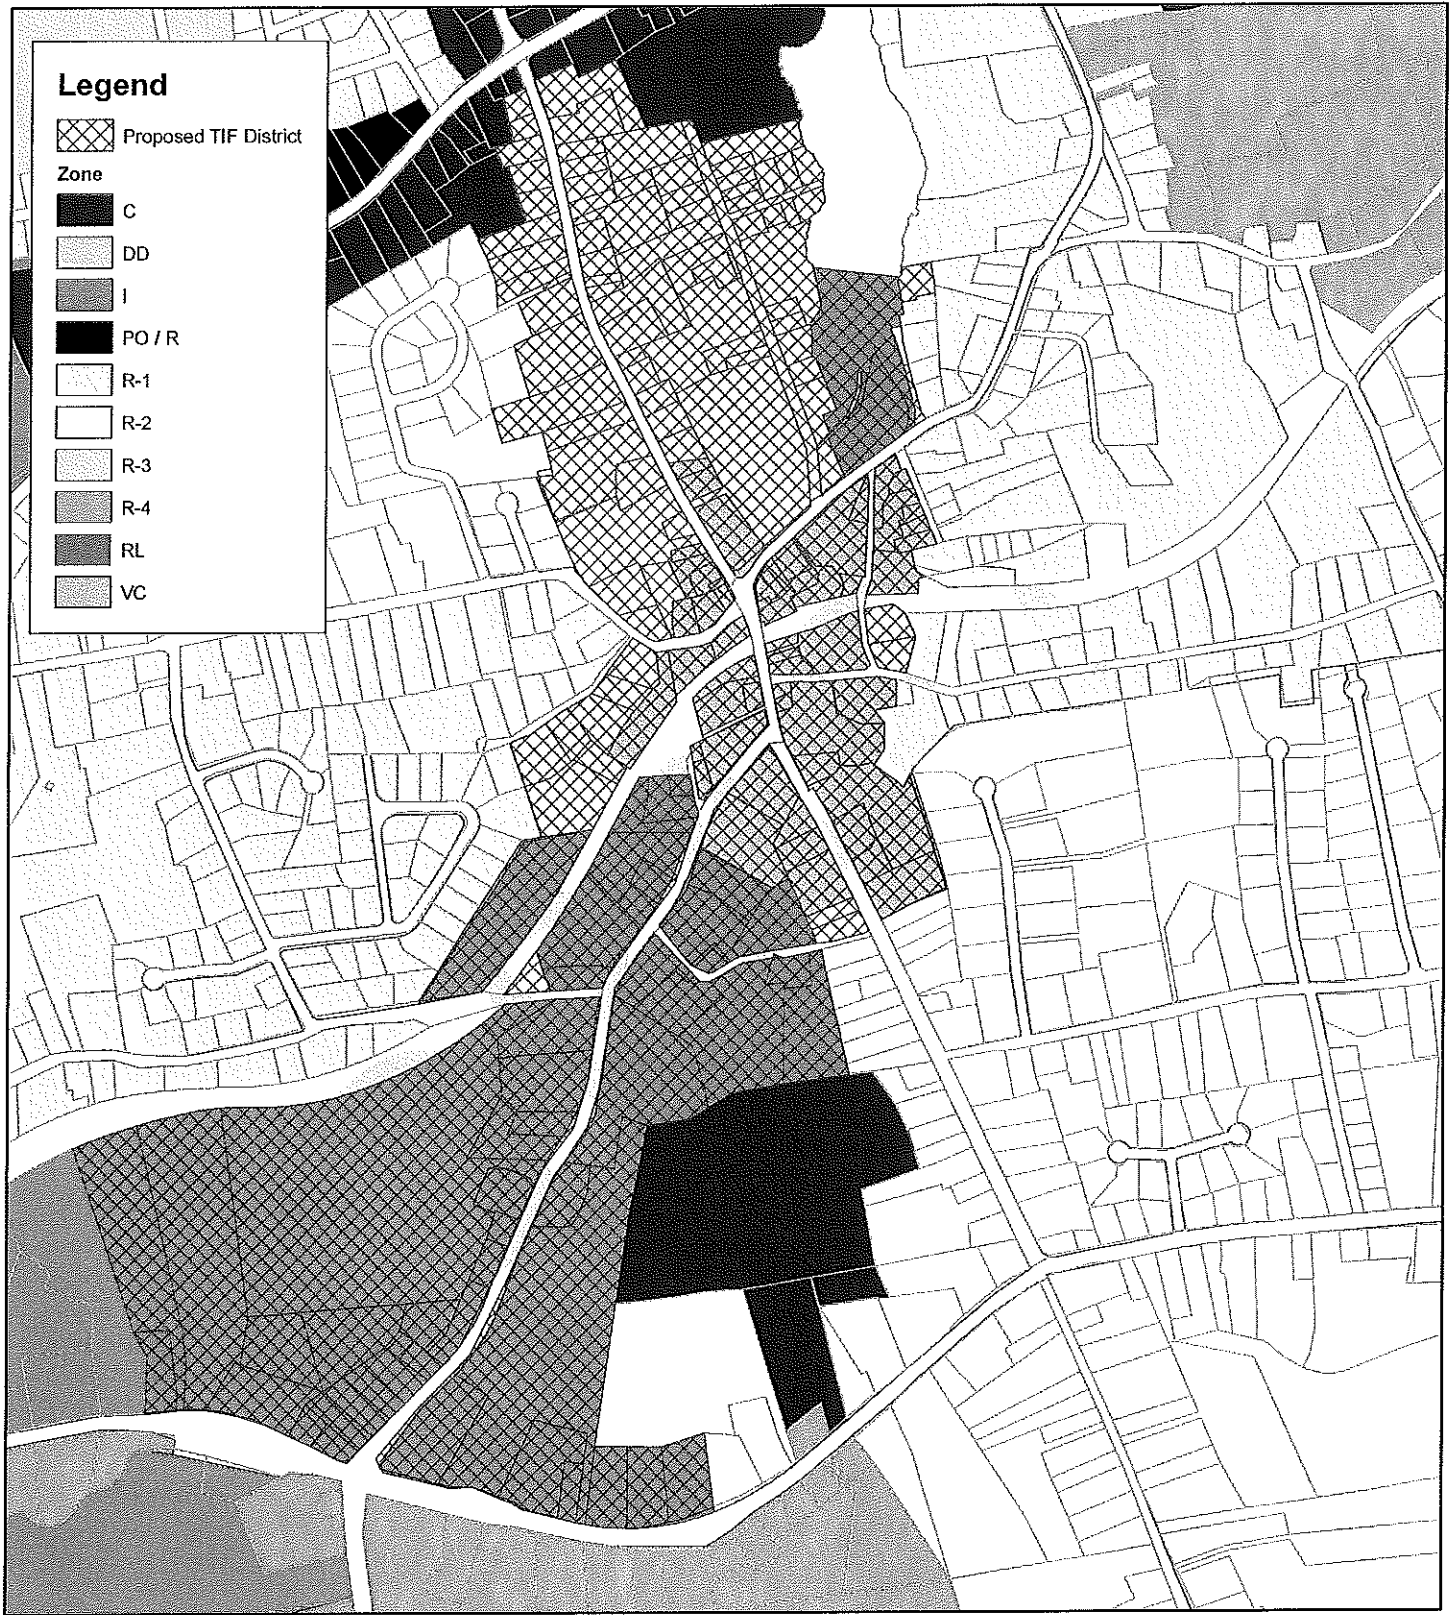 Legend
Proposed TIF District
Zone
C
DD
I
PO / R
R-1
R-2
R-3
R-4
RL
VC